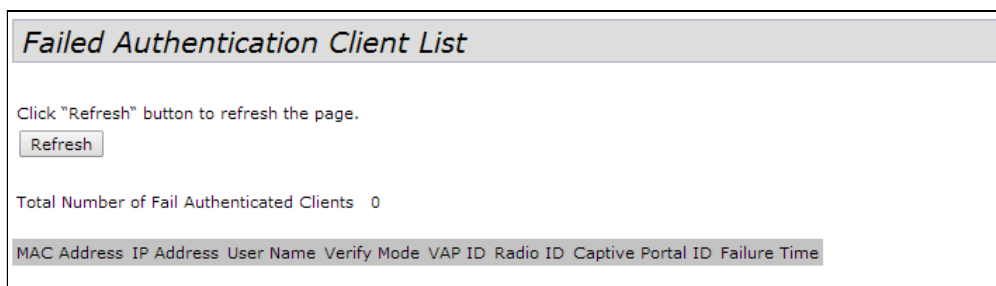 Failed Authentication Client List
Click "Refresh" button to refresh the page.
Refresh
Total Number of Fail Authenticated Clients 0
MAC Address IP Address User Name Verify Mode VAP ID Radio ID Captive Portal ID Failure Time